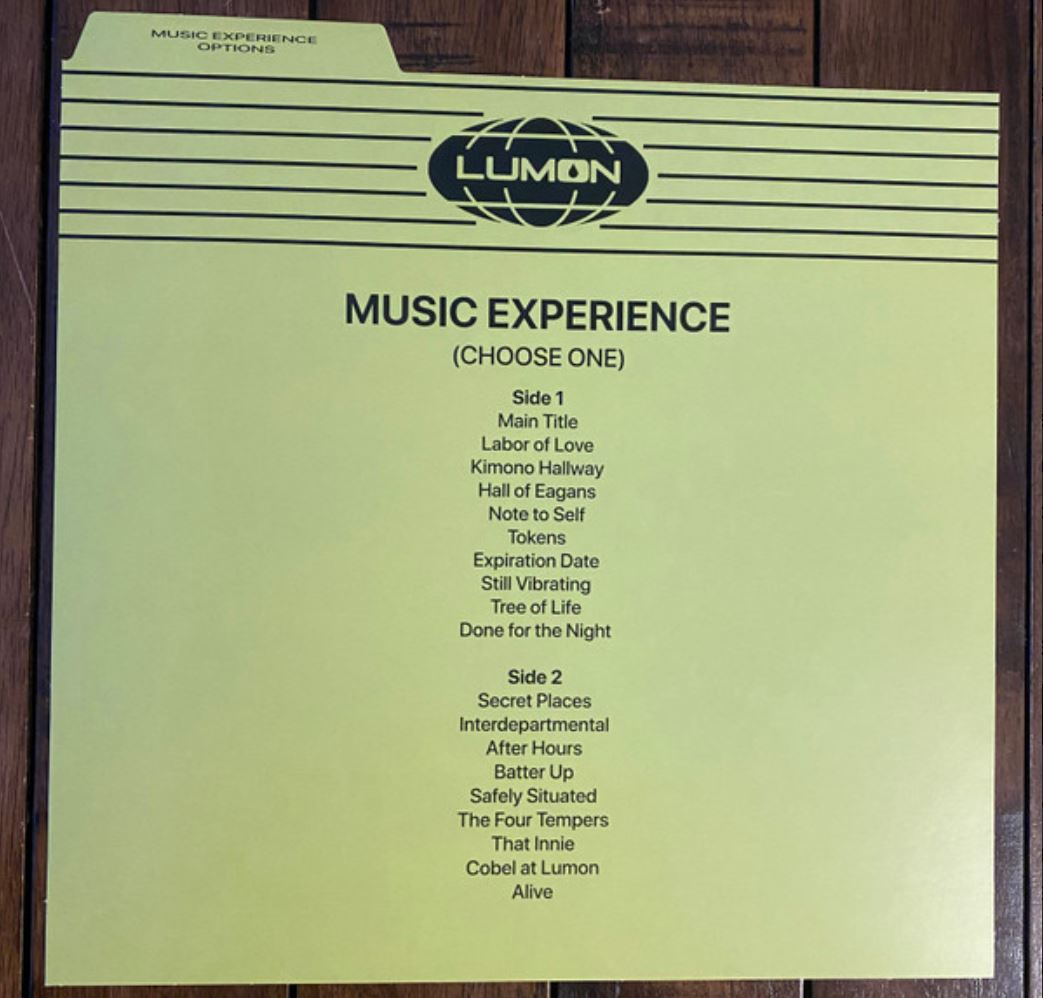 MUSIC EXPERIENCE
OPTIONS
LUMON
MUSIC EXPERIENCE
(CHOOSE ONE)
Side 1
Main Title
Labor of Love
Kimono Hallway
Hall of Eagans
Note to Self
Tokens
Expiration Date
Still Vibrating
Tree of Life
Done for the Night
Side 2
Secret Places
Interdepartmental
After Hours
Batter Up
Safely Situated
The Four Tempers
That Innie
Cobel at Lumon
Alive